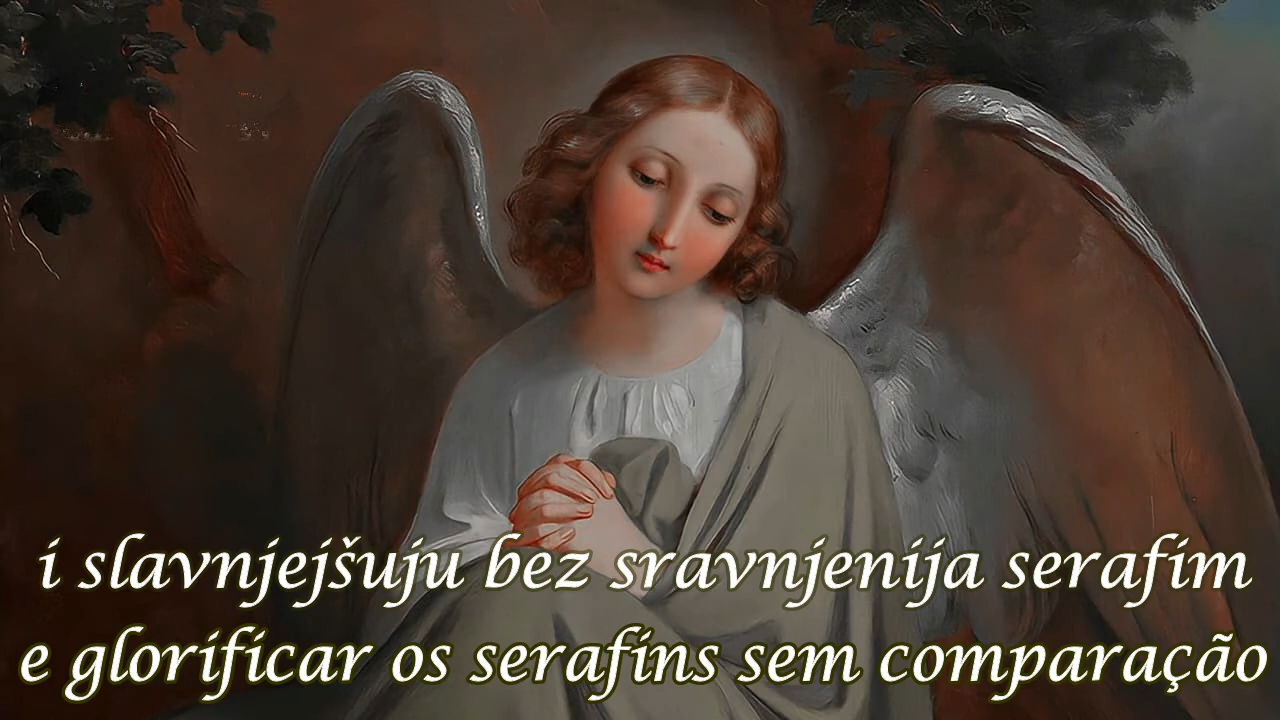 i slavnjejšuju bez sravnjenija serafim
e glorificar os serafins sem comparação